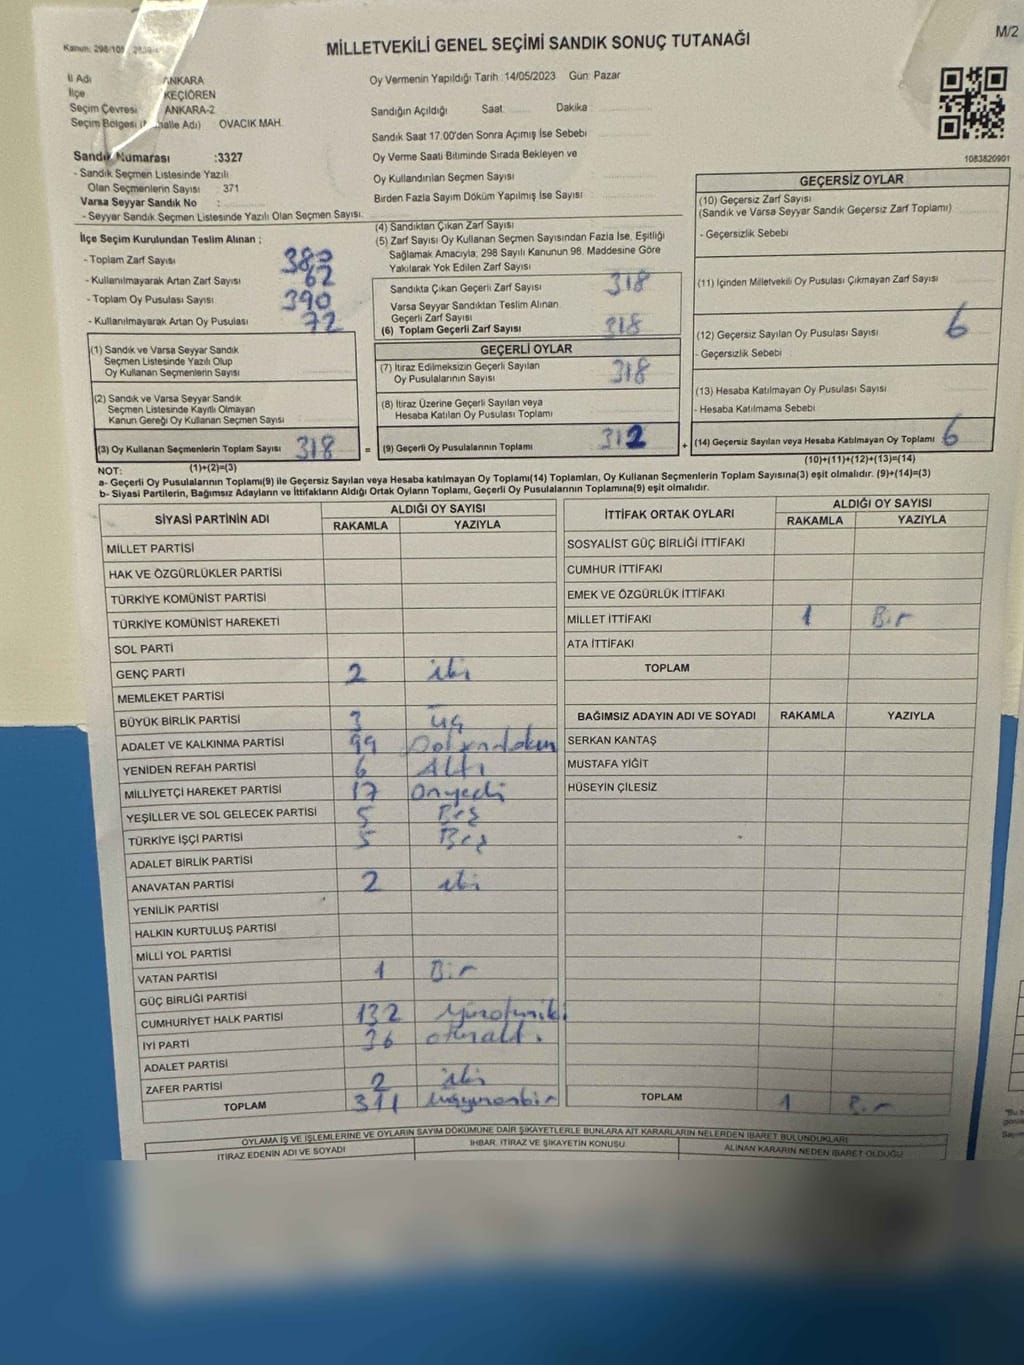 Kanun: 298/105
MİLLETVEKİLİ GENEL SEÇİMİ SANDIK SONUÇ TUTANAĞI
M/2
İl Adı ANKARA
İlçe KEÇİÖREN
Seçim Çevresi ANKARA-2
Seçim Bölgesi (Mahalle Adı) OVACIK MAH.
Sandık Numarası :3327
- Sandık Seçmen Listesinde Yazılı
Olan Seçmenlerin Sayısı : 371
Varsa Seyyar Sandık No :
- Seyyar Sandık Seçmen Listesinde Yazılı Olan Seçmen Sayısı:
Oy Vermenin Yapıldığı Tarih :14/05/2023 Gün: Pazar
Sandığın Açıldığı Saat: Dakika
Sandık Saat 17.00'den Sonra Açımış İse Sebebi
Oy Verme Saati Bitiminde Sırada Bekleyen ve
Oy Kullandırılan Seçmen Sayısı
Birden Fazla Sayım Döküm Yapılmış İse Sayısı
1083820901
İlçe Seçim Kurulundan Teslim Alınan ;
- Toplam Zarf Sayısı 380
- Kullanılmayarak Artan Zarf Sayısı 62
- Toplam Oy Pusulası Sayısı 390
- Kullanılmayarak Artan Oy Pusulası 72
(4) Sandıktan Çıkan Zarf Sayısı
(5) Zarf Sayısı Oy Kullanan Seçmen Sayısından Fazla İse, Eşitliği
Sağlamak Amacıyla; 298 Sayılı Kanunun 98. Maddesine Göre
Yakılarak Yok Edilen Zarf Sayısı
Sandıkta Çıkan Geçerli Zarf Sayısı 318
Varsa Seyyar Sandıktan Teslim Alınan
Geçerli Zarf Sayısı
(6) Toplam Geçerli Zarf Sayısı 318
GEÇERSİZ OYLAR
(10) Geçersiz Zarf Sayısı
(Sandık ve Varsa Seyyar Sandık Geçersiz Zarf Toplamı)
- Geçersizlik Sebebi
(11) İçinden Milletvekili Oy Pusulası Çıkmayan Zarf Sayısı
(12) Geçersiz Sayılan Oy Pusulası Sayısı 6
- Geçersizlik Sebebi
(13) Hesaba Katılmayan Oy Pusulası Sayısı
- Hesaba Katılmama Sebebi
(14) Geçersiz Sayılan veya Hesaba Katılmayan Oy Toplamı 6
(10)+(11)+(12)+(13)=(14)
(1) Sandık ve Varsa Seyyar Sandık
Seçmen Listesinde Yazılı Olup
Oy Kullanan Seçmenlerin Sayısı
(2) Sandık ve Varsa Seyyar Sandık
Seçmen Listesinde Kayıtlı Olmayan
Kanun Gereği Oy Kullanan Seçmen Sayısı
(3) Oy Kullanan Seçmenlerin Toplam Sayısı 318 =
(1)+(2)=(3)
GEÇERLİ OYLAR
(7) İtiraz Edilmeksizin Geçerli Sayılan
Oy Pusulalarının Sayısı 318
(8) İtiraz Üzerine Geçerli Sayılan veya
Hesaba Katılan Oy Pusulası Toplamı
(9) Geçerli Oy Pusulalarının Toplamı 312 +
NOT:
a- Geçerli Oy Pusulalarının Toplamı(9) ile Geçersiz Sayılan veya Hesaba katılmayan Oy Toplamı(14) Toplamları, Oy Kullanan Seçmenlerin Toplam Sayısına(3) eşit olmalıdır. (9)+(14)=(3)
b- Siyasi Partilerin, Bağımsız Adayların ve İttifakların Aldığı Ortak Oyların Toplamı, Geçerli Oy Pusulalarının Toplamına(9) eşit olmalıdır.
SİYASİ PARTİNİN ADI ALDIĞI OY SAYISI
RAKAMLA YAZIYLA
MİLLET PARTİSİ
HAK VE ÖZGÜRLÜKLER PARTİSİ
TÜRKİYE KOMÜNİST PARTİSİ
TÜRKİYE KOMÜNİST HAREKETİ
SOL PARTİ
GENÇ PARTİ 2 iki
MEMLEKET PARTİSİ
BÜYÜK BİRLİK PARTİSİ 3 üç
ADALET VE KALKINMA PARTİSİ 99
YENİDEN REFAH PARTİSİ 6 Altı
MİLLİYETÇİ HAREKET PARTİSİ 17 Onyedi
YEŞİLLER VE SOL GELECEK PARTİSİ 5 Beş
TÜRKİYE İŞÇİ PARTİSİ 5 Beş
ADALET BİRLİK PARTİSİ
ANAVATAN PARTİSİ 2 iki
YENİLİK PARTİSİ
HALKIN KURTULUŞ PARTİSİ
MİLLİ YOL PARTİSİ
VATAN PARTİSİ 1 Bir
GÜÇ BİRLİĞİ PARTİSİ
CUMHURİYET HALK PARTİSİ 132 yüzotuziki
İYİ PARTİ 36 otuzaltı
ADALET PARTİSİ
ZAFER PARTİSİ 2 iki
TOPLAM 311 üçyüzonbir
İTTİFAK ORTAK OYLARI ALDIĞI OY SAYISI
RAKAMLA YAZIYLA
SOSYALİST GÜÇ BİRLİĞİ İTTİFAKI
CUMHUR İTTİFAKI
EMEK VE ÖZGÜRLÜK İTTİFAKI
MİLLET İTTİFAKI 1 Bir
ATA İTTİFAKI
TOPLAM
BAĞIMSIZ ADAYIN ADI VE SOYADI RAKAMLA YAZIYLA
SERKAN KANTAŞ
MUSTAFA YİĞİT
HÜSEYİN ÇİLESİZ
TOPLAM 1 Bir
OYLAMA İŞ VE İŞLEMLERİNE VE OYLARIN SAYIM DÖKÜMÜNE DAİR ŞİKAYETLERLE BUNLARA AİT KARARLARIN NELERDEN İBARET BULUNDUKLARI
İTİRAZ EDENİN ADI VE SOYADI İHBAR, İTİRAZ VE ŞİKAYETİN KONUSU ALINAN KARARIN NEDEN İBARET OLDUĞU